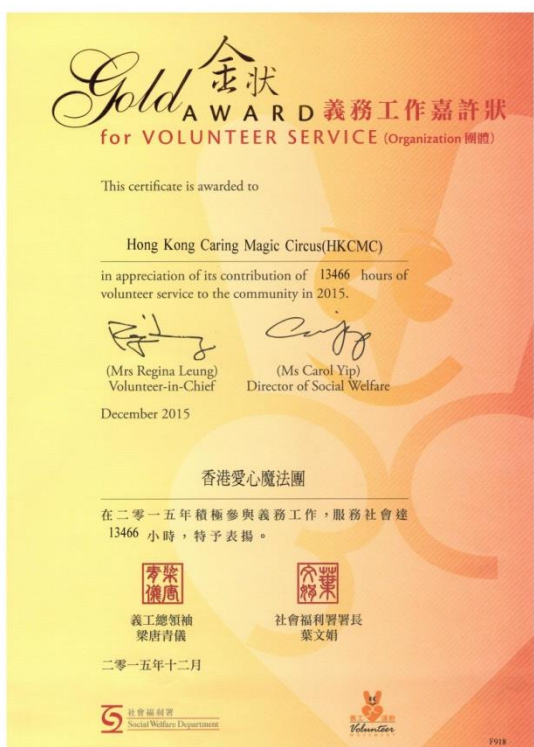 Gold 金狀
AWARD 義務工作嘉許狀
for VOLUNTEER SERVICE (Organization 團體)
This certificate is awarded to
Hong Kong Caring Magic Circus(HKCMC)
in appreciation of its contribution of 13466 hours of
volunteer service to the community in 2015.
(Mrs Regina Leung) (Ms Carol Yip)
Volunteer-in-Chief Director of Social Welfare
December 2015
香港愛心魔法團
在二零一五年積極參與義務工作，服務社會達
13466 小時，特予表揚。
義工總領袖 社會福利署署長
梁唐青儀 葉文娟
二零一五年十二月
社會福利署
Social Welfare Department
義工運動
Volunteer
F918